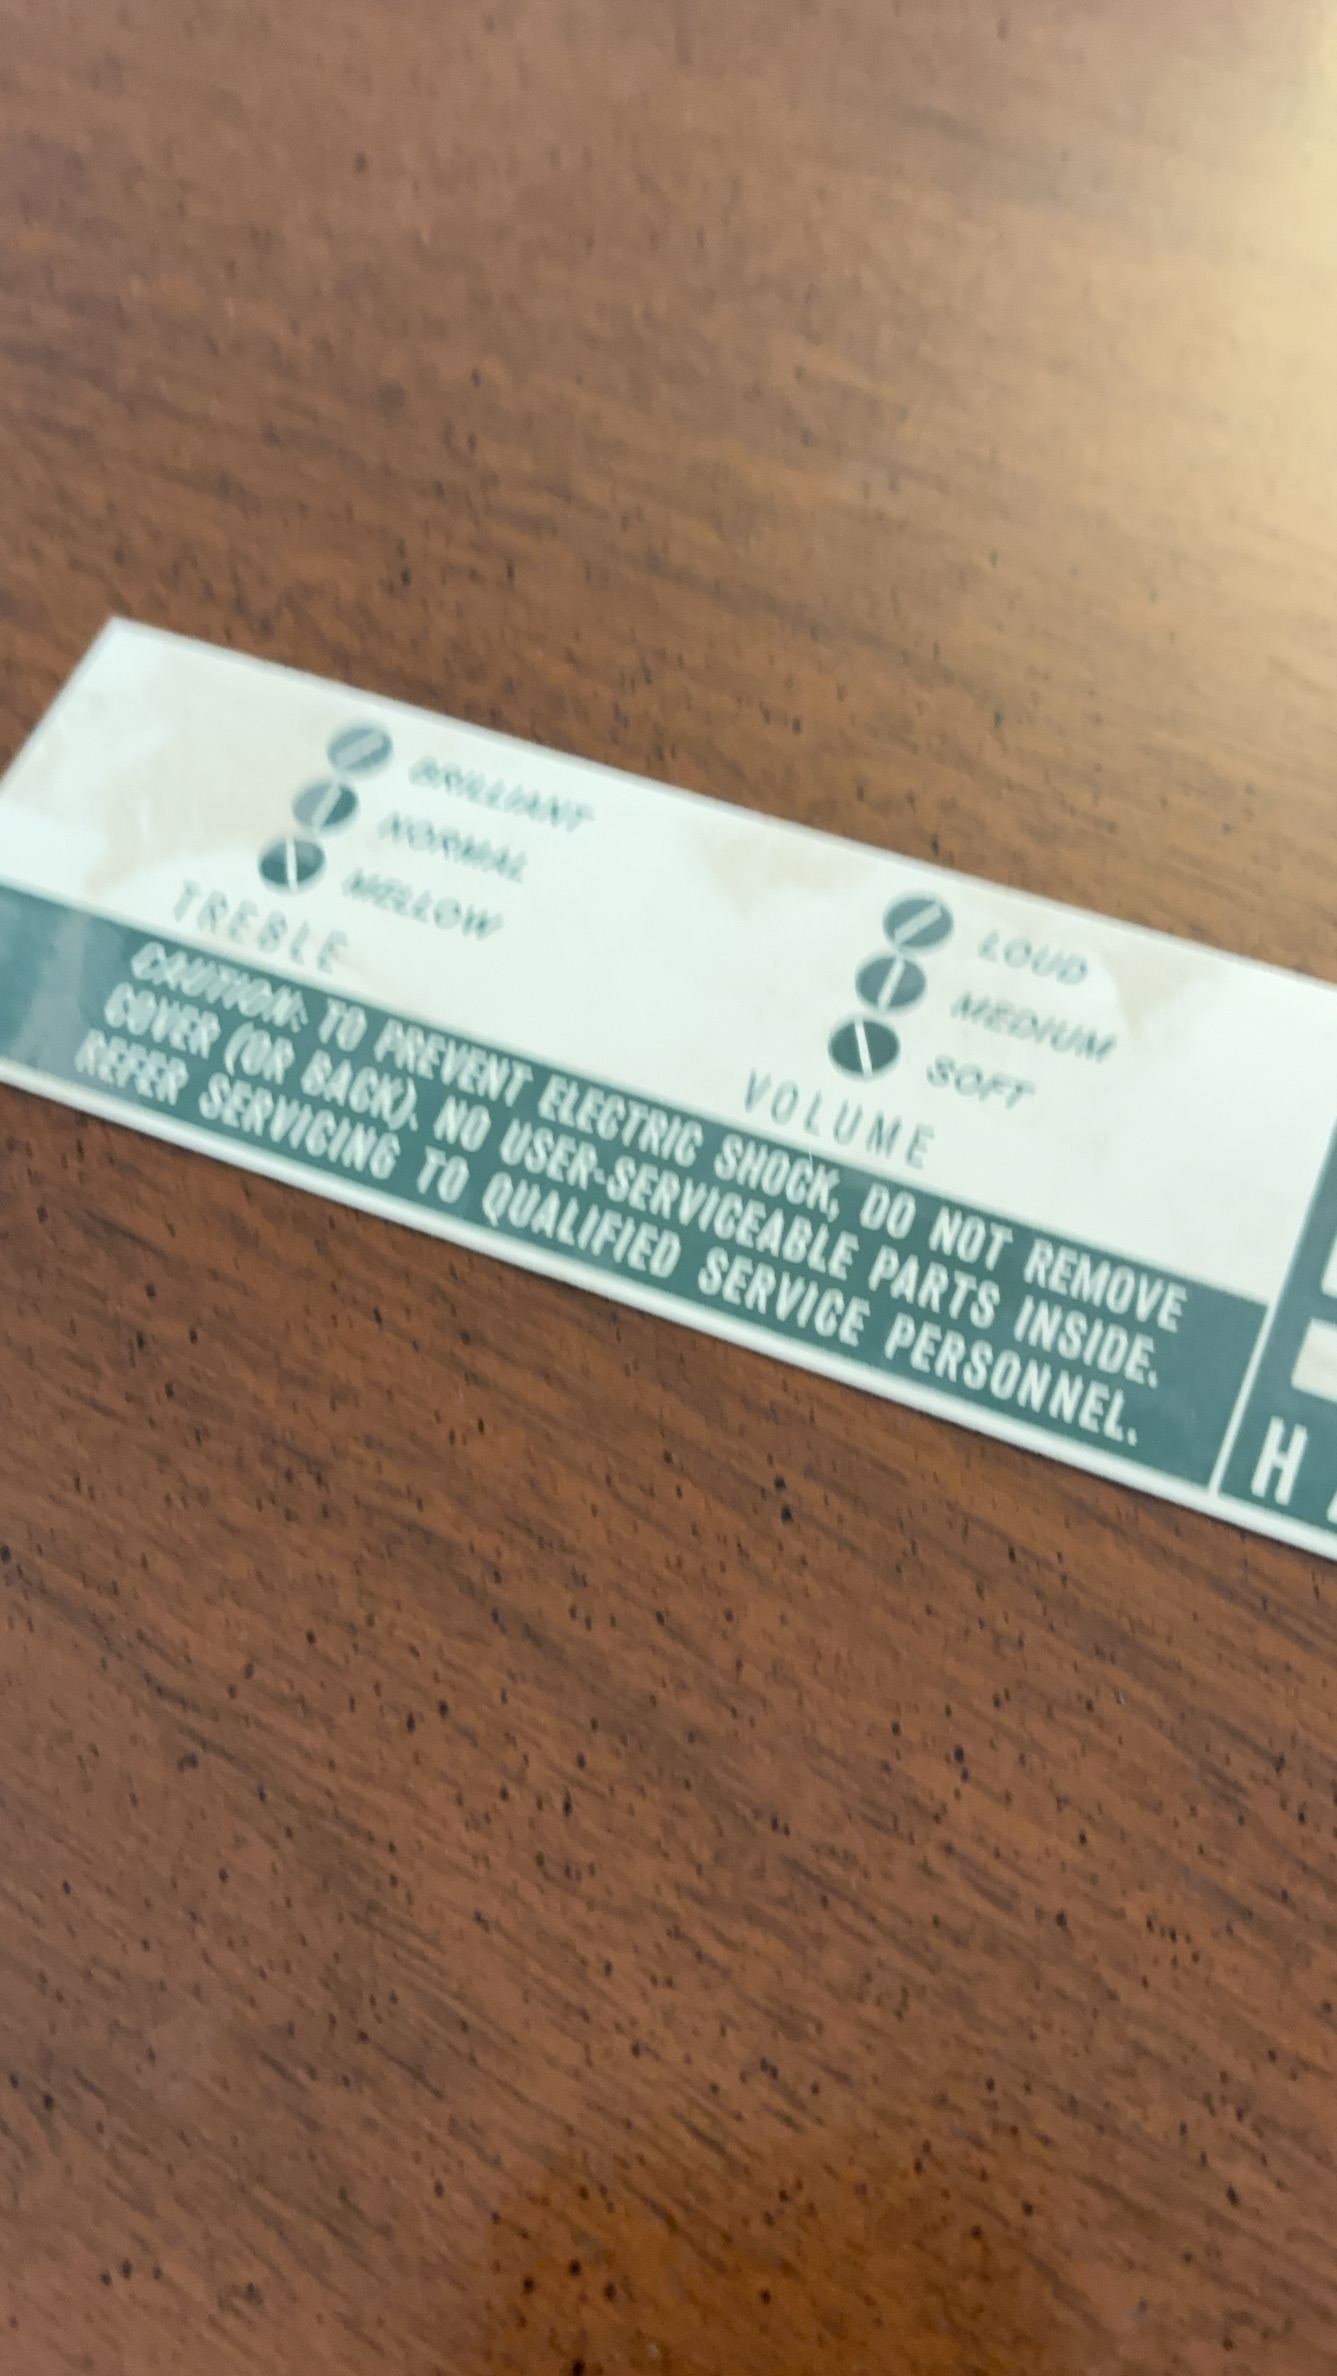 BRILLIANT
NORMAL
MELLOW
TREBLE
LOUD
MEDIUM
SOFT
VOLUME
CAUTION: TO PREVENT ELECTRIC SHOCK, DO NOT REMOVE
COVER (OR BACK). NO USER-SERVICEABLE PARTS INSIDE.
REFER SERVICING TO QUALIFIED SERVICE PERSONNEL.
H